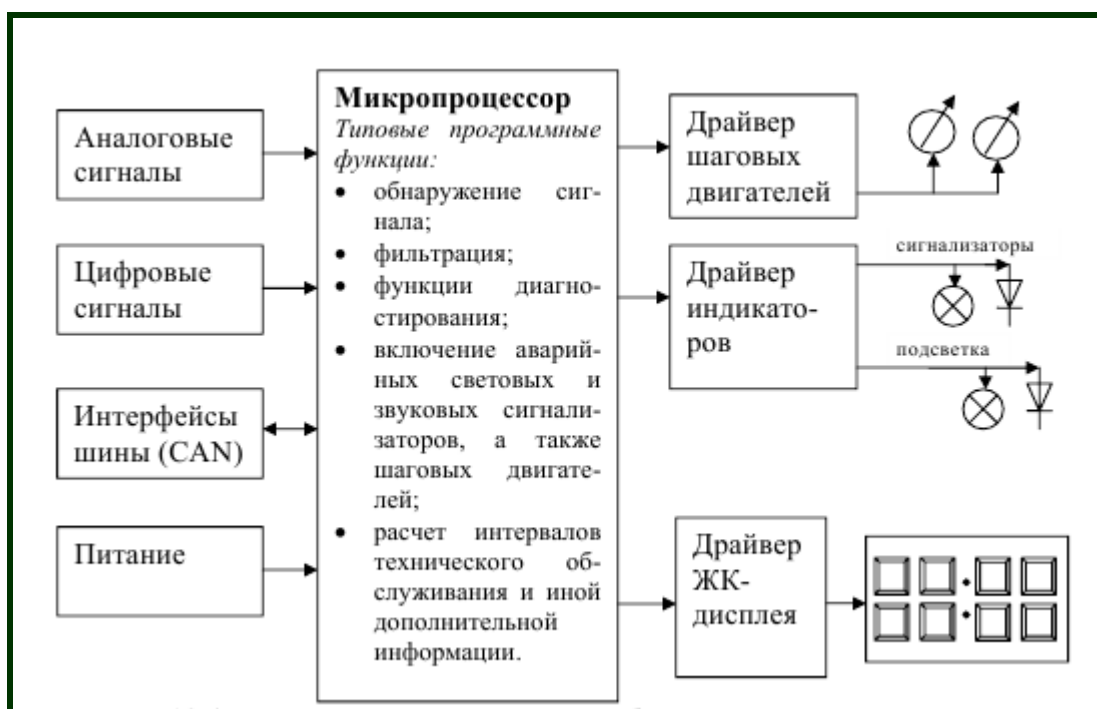 Аналоговые
сигналы
Цифровые
сигналы
Интерфейсы
шины (CAN)
Питание
Микропроцессор
Типовые программные
функции:
• обнаружение сиг-
нала;
• фильтрация;
• функции диагно-
стирования;
• включение аварий-
ных световых и
звуковых сигнали-
заторов, а также
шаговых двигате-
лей;
• расчет интервалов
технического об-
служивания и иной
дополнительной
информации.
Драйвер
шаговых
двигателей
Драйвер
индикато-
ров
сигнализаторы
подсветка
Драйвер
ЖК-
дисплея